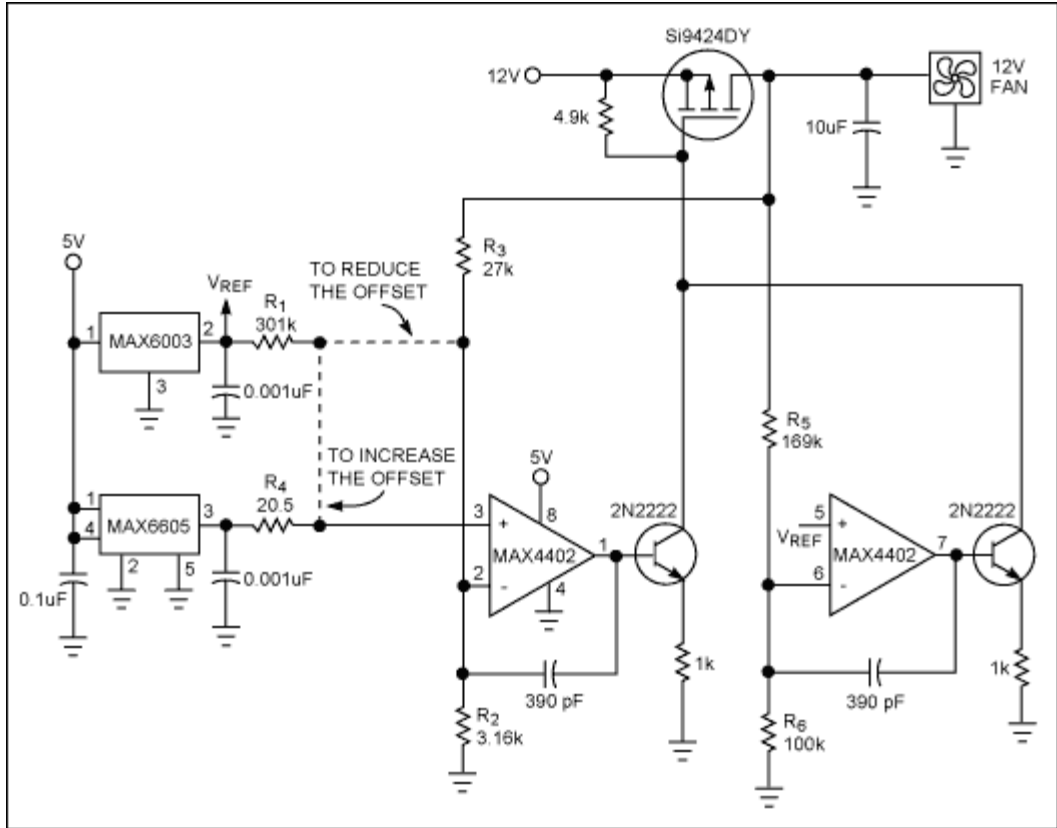 Si9424DY
12V
12V
FAN
4.9k
10uF
5V
R3
27k
TO REDUCE
THE OFFSET
VREF
R1
301k
1
MAX6003
2
3
0.001uF
R5
169k
TO INCREASE
THE OFFSET
5V
R4
20.5
1
4
MAX6605
3
2
5
0.1uF
0.001uF
3
+
8
MAX4402
1
2
-
4
2N2222
VREF
5
+
MAX4402
7
6
-
2N2222
1k
390 pF
1k
390 pF
R2
3.16k
R6
100k